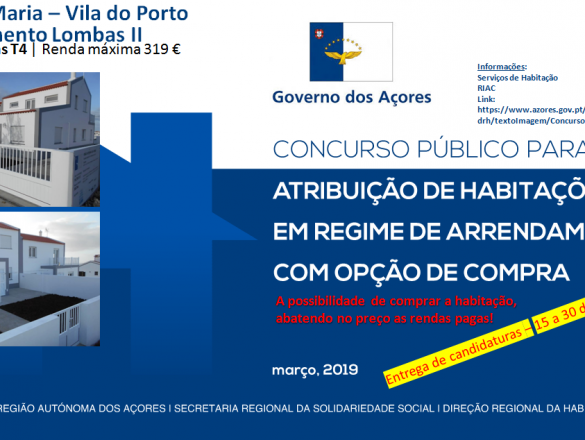 Maria – Vila do Porto
mento Lombas II
as T4 | Renda máxima 319 €
Governo dos Açores
Informações:
Serviços de Habitação
RIAC
Link:
https://www.azores.gov.pt/
drh/textoImagem/Concurso
CONCURSO PÚBLICO PARA
ATRIBUIÇÃO DE HABITAÇÕ
EM REGIME DE ARRENDAM
COM OPÇÃO DE COMPRA
A possibilidade de comprar a habitação,
abatendo no preço as rendas pagas!
Entrega de candidaturas – 15 a 30 d
março, 2019
REGIÃO AUTÓNOMA DOS AÇORES I SECRETARIA REGIONAL DA SOLIDARIEDADE SOCIAL I DIREÇÃO REGIONAL DA HAB